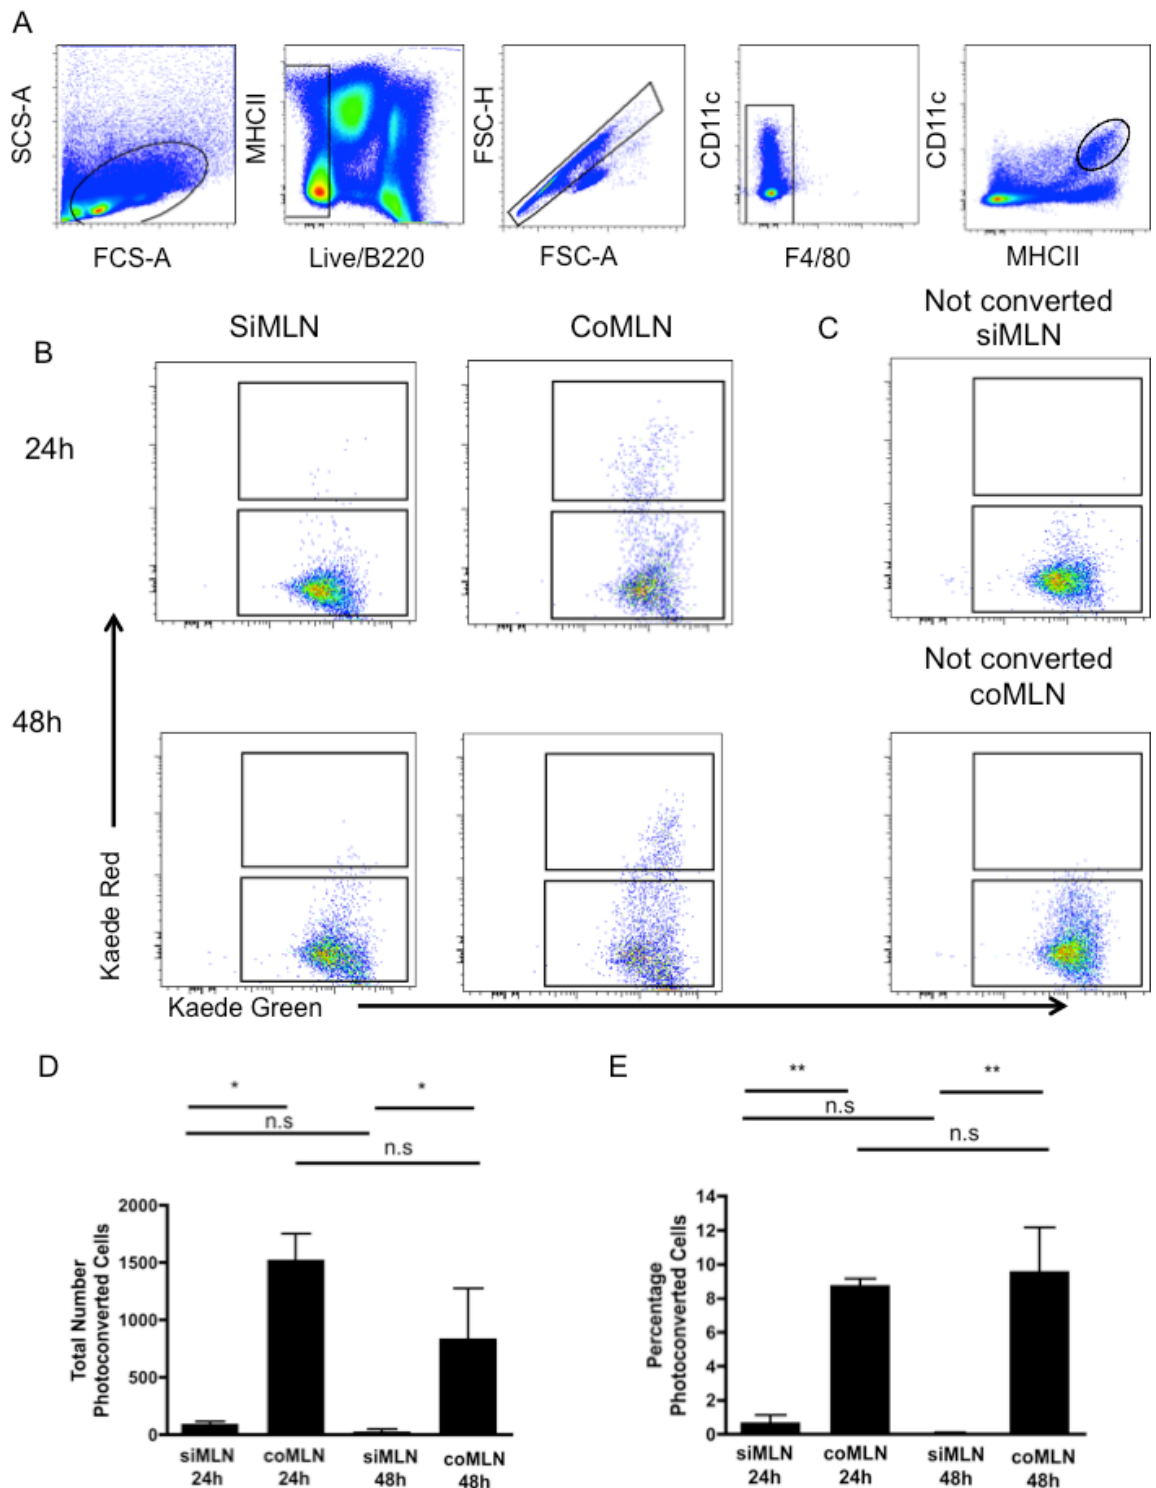 A
SCS-A
FCS-A
MHCII
Live/B220
FSC-H
FSC-A
CD11c
F4/80
CD11c
MHCII
B
SiMLN
CoMLN
C
Not converted
siMLN
24h
Not converted
coMLN
48h
Kaede Red
Kaede Green
D
*
*
n.s
n.s
Total Number
Photoconverted Cells
2000
1500
1000
500
0
siMLN
24h
coMLN
24h
siMLN
48h
coMLN
48h
E
**
**
n.s
n.s
Percentage
Photoconverted Cells
14
12
10
8
6
4
2
0
siMLN
24h
coMLN
24h
siMLN
48h
coMLN
48h